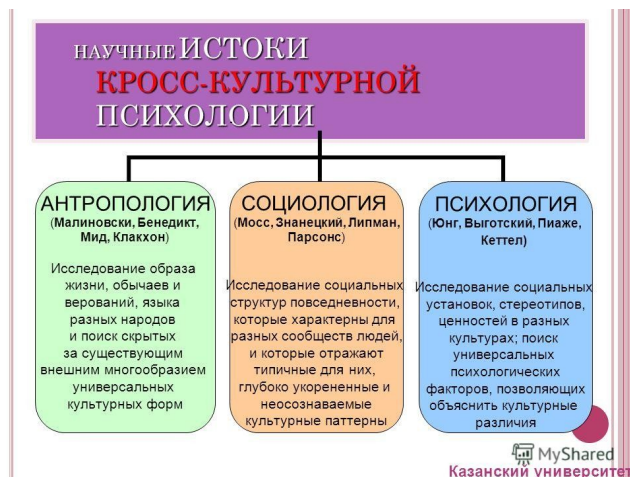 НАУЧНЫЕ ИСТОКИ
КРОСС-КУЛЬТУРНОЙ
ПСИХОЛОГИИ
АНТРОПОЛОГИЯ
(Малиновски, Бенедикт,
Мид, Клакхон)
Исследование образа
жизни, обычаев и
верований, языка
разных народов
и поиск скрытых
за существующим
внешним многообразием
универсальных
культурных форм
СОЦИОЛОГИЯ
(Мосс, Знанецкий, Липман,
Парсонс)
Исследование социальных
структур повседневности,
которые характерны для
разных сообществ людей,
и которые отражают
типичные для них,
глубоко укорененные и
неосознаваемые
культурные паттерны
ПСИХОЛОГИЯ
(Юнг, Выготский, Пиаже,
Кеттел)
Исследование социальных
установок, стереотипов,
ценностей в разных
культурах; поиск
универсальных
психологических
факторов, позволяющих
объяснить культурные
различия
MyShared
Казанский университет